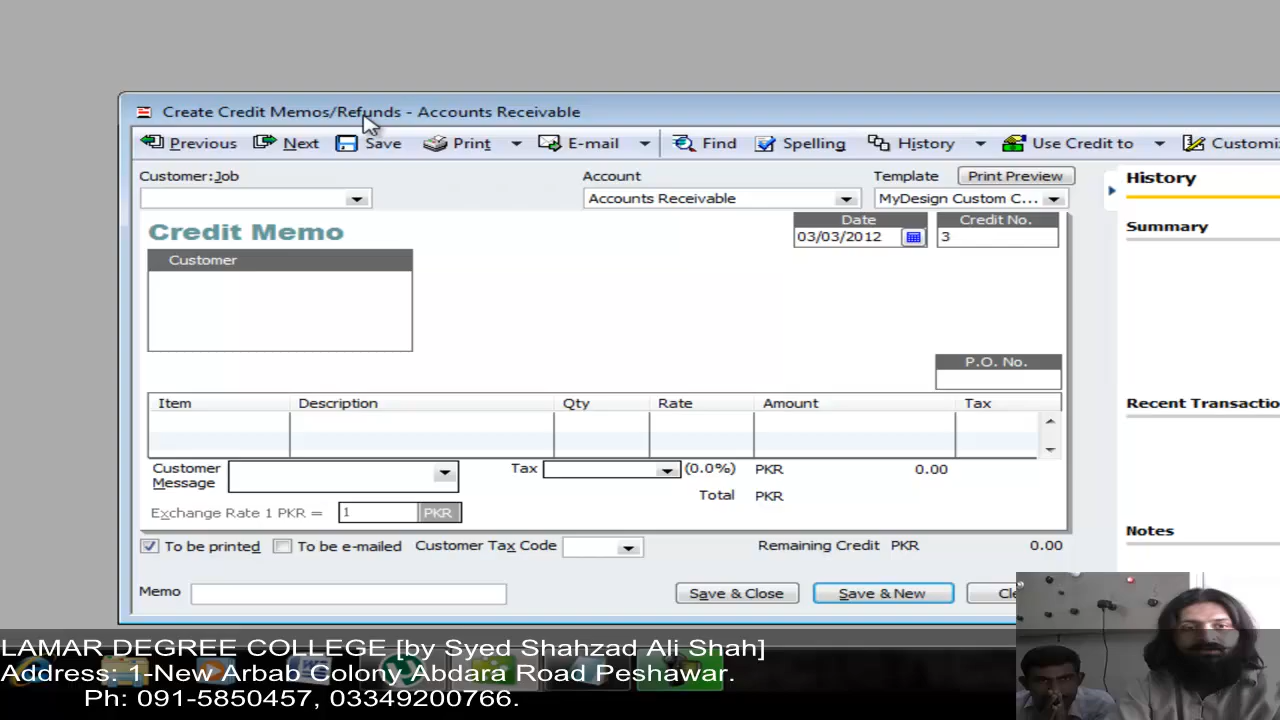 Create Credit Memos/Refunds - Accounts Receivable
Previous Next Save Print E-mail Find Spelling History Use Credit to
Customer:Job Account Template Print Preview
Accounts Receivable MyDesign Custom C...
History
Credit Memo
Date Credit No.
03/03/2012 3
Summary
Customer
P.O. No.
Item Description Qty Rate Amount Tax
Customer Message
Tax (0.0%) PKR 0.00
Total PKR
Exchange Rate 1 PKR = 1 PKR
Notes
To be printed To be e-mailed Customer Tax Code Remaining Credit PKR 0.00
Memo Save & Close Save & New
LAMAR DEGREE COLLEGE [by Syed Shahzad Ali Shah]
Address: 1-New Arbab Colony Abdara Road Peshawar.
Ph: 091-5850457, 03349200766.